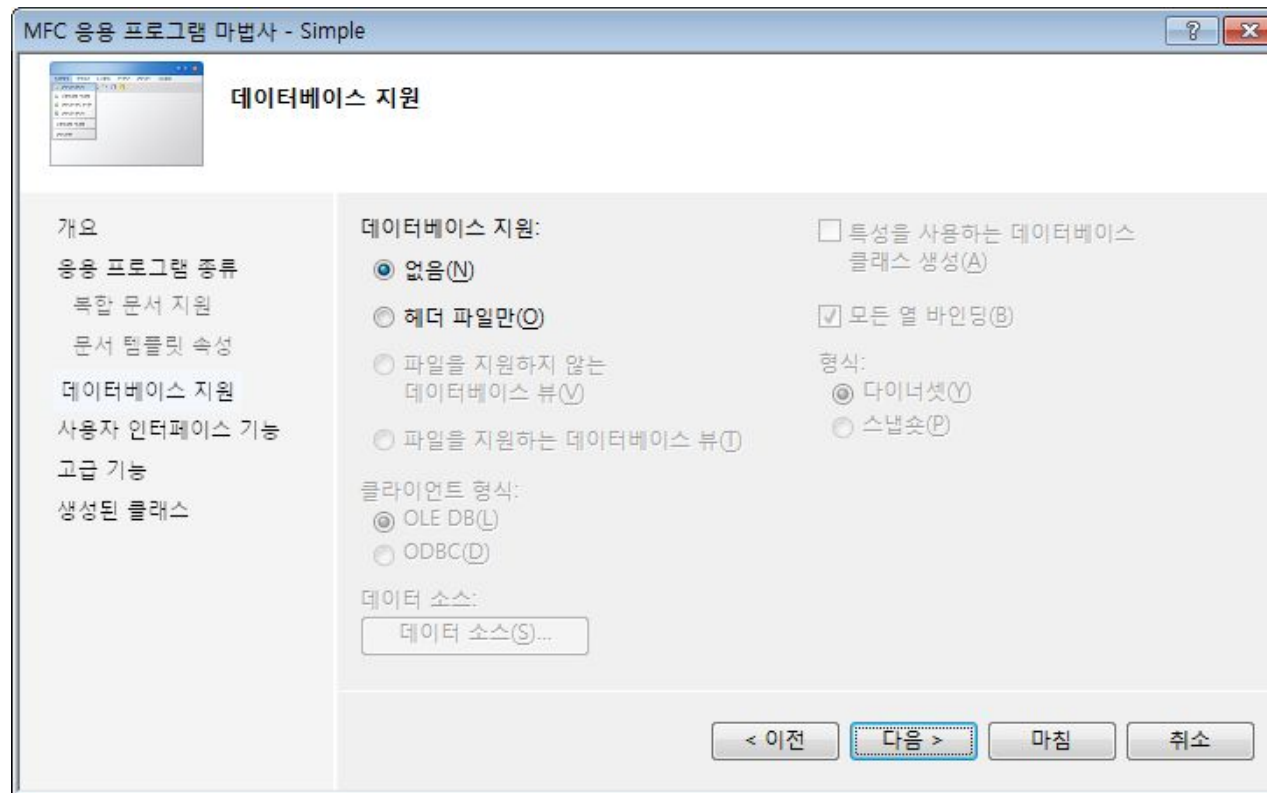 MFC 응용 프로그램 마법사 - Simple
데이터베이스 지원
개요
응용 프로그램 종류
복합 문서 지원
문서 템플릿 속성
데이터베이스 지원
사용자 인터페이스 기능
고급 기능
생성된 클래스
데이터베이스 지원:
없음(N)
헤더 파일만(O)
파일을 지원하지 않는
데이터베이스 뷰(V)
파일을 지원하는 데이터베이스 뷰(T)
클라이언트 형식:
OLE DB(L)
ODBC(D)
데이터 소스:
데이터 소스(S)...
특성을 사용하는 데이터베이스
클래스 생성(A)
모든 열 바인딩(B)
형식:
다이너셋(Y)
스냅숏(P)
< 이전
다음 >
마침
취소